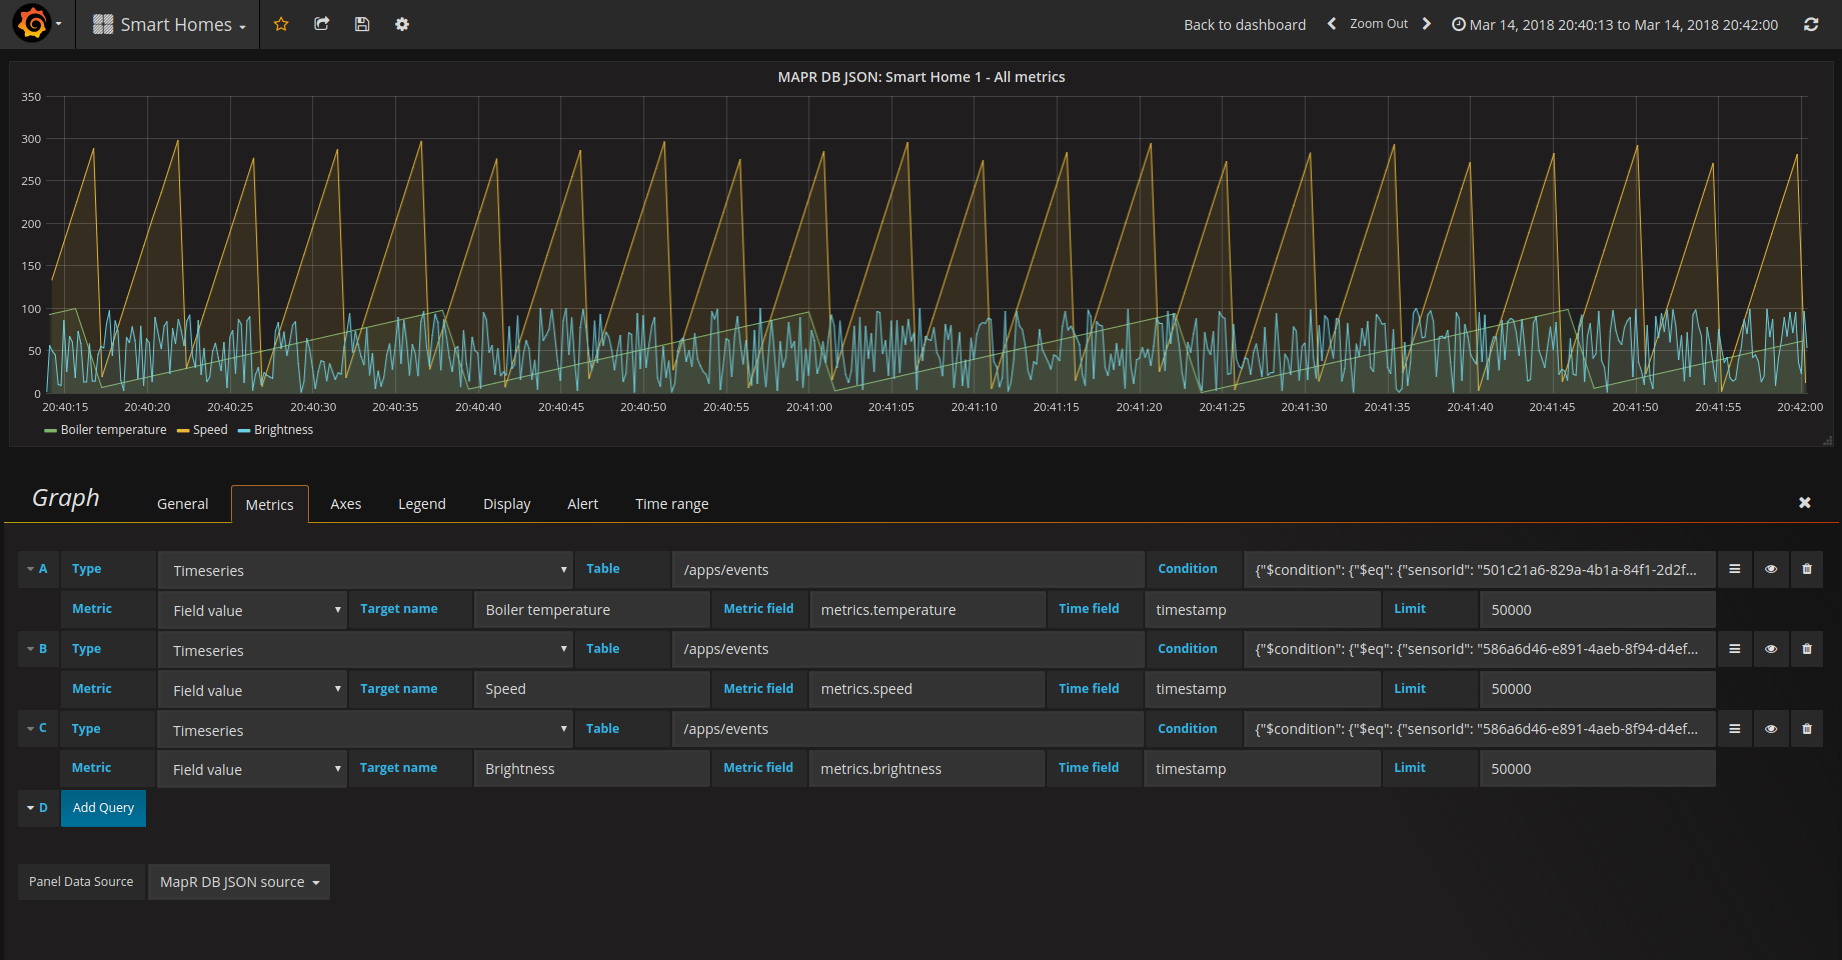 Smart Homes
Back to dashboard Zoom Out Mar 14, 2018 20:40:13 to Mar 14, 2018 20:42:00
MAPR DB JSON: Smart Home 1 - All metrics
350
300
250
200
150
100
50
0
20:40:15 20:40:20 20:40:25 20:40:30 20:40:35 20:40:40 20:40:45 20:40:50 20:40:55 20:41:00 20:41:05 20:41:10 20:41:15 20:41:20 20:41:25 20:41:30 20:41:35 20:41:40 20:41:45 20:41:50 20:41:55 20:42:00
Boiler temperature Speed Brightness
Graph General Metrics Axes Legend Display Alert Time range
A Type Timeseries Table /apps/events Condition {"$condition": {"$eq": {"sensorId": "501c21a6-829a-4b1a-84f1-2d2f...
Metric Field value Target name Boiler temperature Metric field metrics.temperature Time field timestamp Limit 50000
B Type Timeseries Table /apps/events Condition {"$condition": {"$eq": {"sensorId": "586a6d46-e891-4aeb-8f94-d4ef...
Metric Field value Target name Speed Metric field metrics.speed Time field timestamp Limit 50000
C Type Timeseries Table /apps/events Condition {"$condition": {"$eq": {"sensorId": "586a6d46-e891-4aeb-8f94-d4ef...
Metric Field value Target name Brightness Metric field metrics.brightness Time field timestamp Limit 50000
D Add Query
Panel Data Source MapR DB JSON source